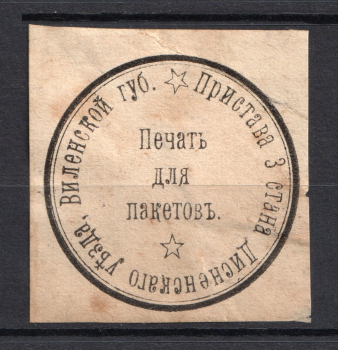 Пристава 3 стана Дисненскаго уѣзда, Виленской губ.
Печать
для
пакетовъ.